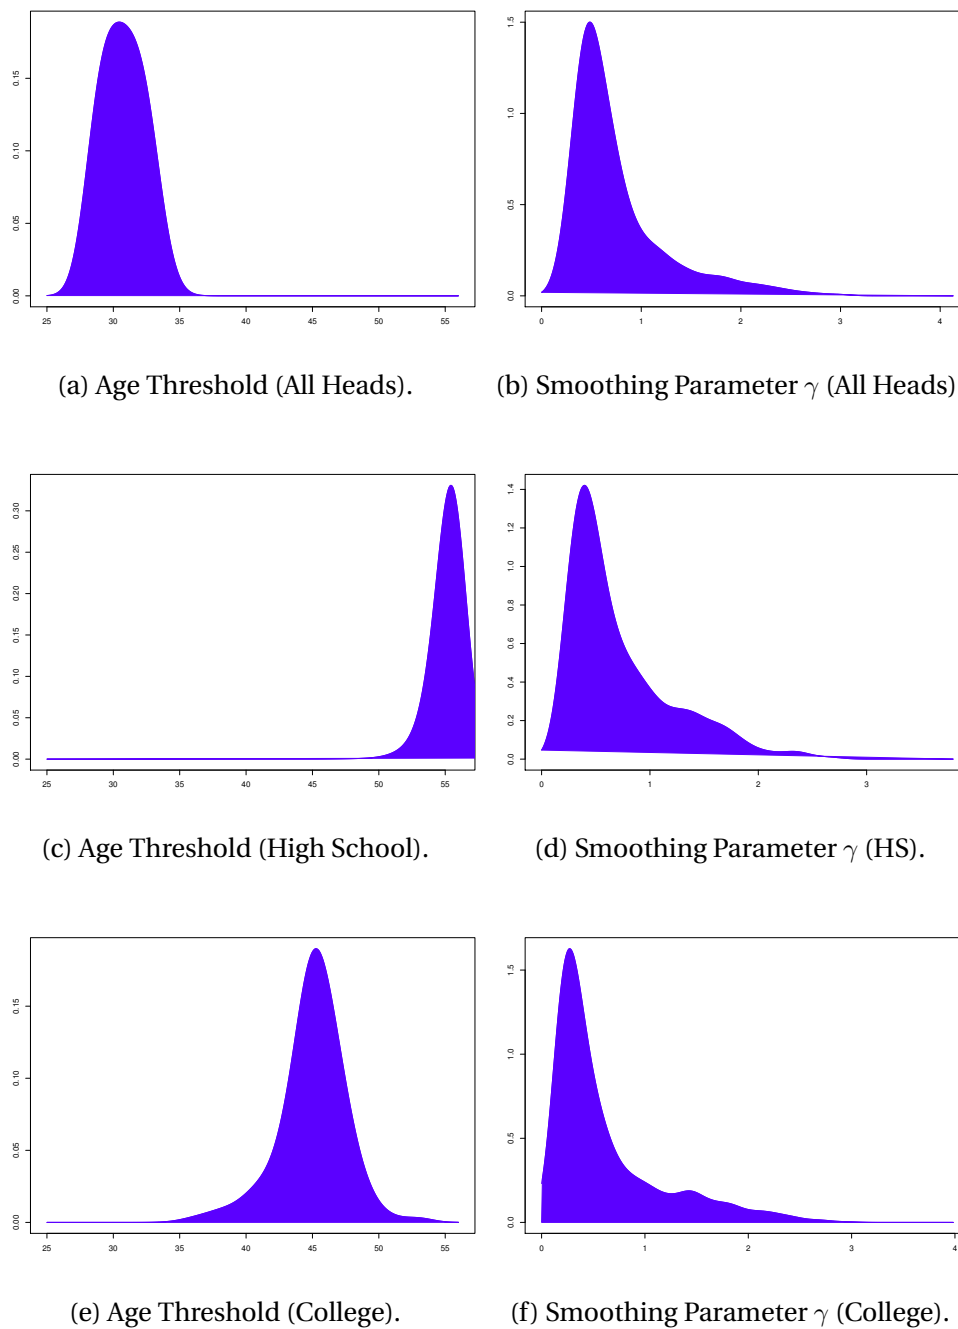 0.15
0.10
0.05
0.00
25 30 35 40 45 50 55
1.5
1.0
0.5
0.0
0 1 2 3 4
(a) Age Threshold (All Heads).
(b) Smoothing Parameter γ (All Heads)
0.30
0.25
0.20
0.15
0.10
0.05
0.00
25 30 35 40 45 50 55
1.4
1.2
1.0
0.8
0.6
0.4
0.2
0.0
0 1 2 3
(c) Age Threshold (High School).
(d) Smoothing Parameter γ (HS).
0.15
0.10
0.05
0.00
25 30 35 40 45 50 55
1.5
1.0
0.5
0.0
0 1 2 3 4
(e) Age Threshold (College).
(f) Smoothing Parameter γ (College).